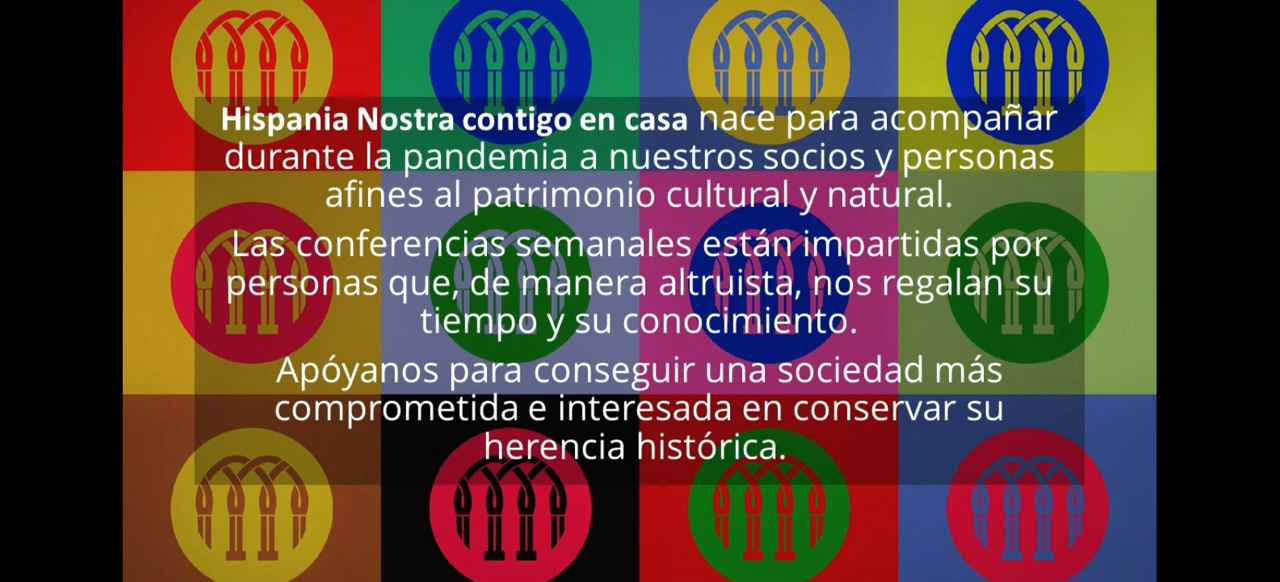 Hispania Nostra contigo en casa nace para acompañar
durante la pandemia a nuestros socios y personas
afines al patrimonio cultural y natural.
Las conferencias semanales están impartidas por
personas que, de manera altruista, nos regalan su
tiempo y su conocimiento.
Apóyanos para conseguir una sociedad más
comprometida e interesada en conservar su
herencia histórica.